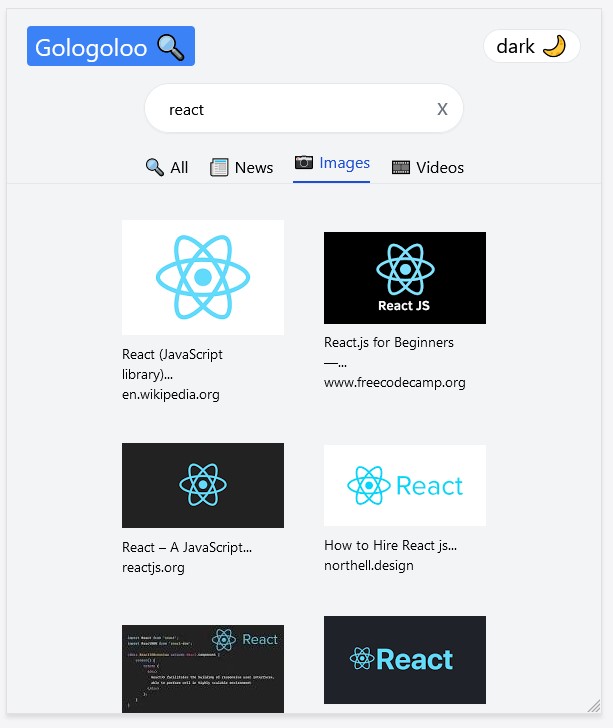 Gologoloo
dark
react
X
All
News
Images
Videos
React (JavaScript
library)...
en.wikipedia.org
React JS
React.js for Beginners
—...
www.freecodecamp.org
React – A JavaScript...
reactjs.org
React
How to Hire React js...
northell.design
React
React